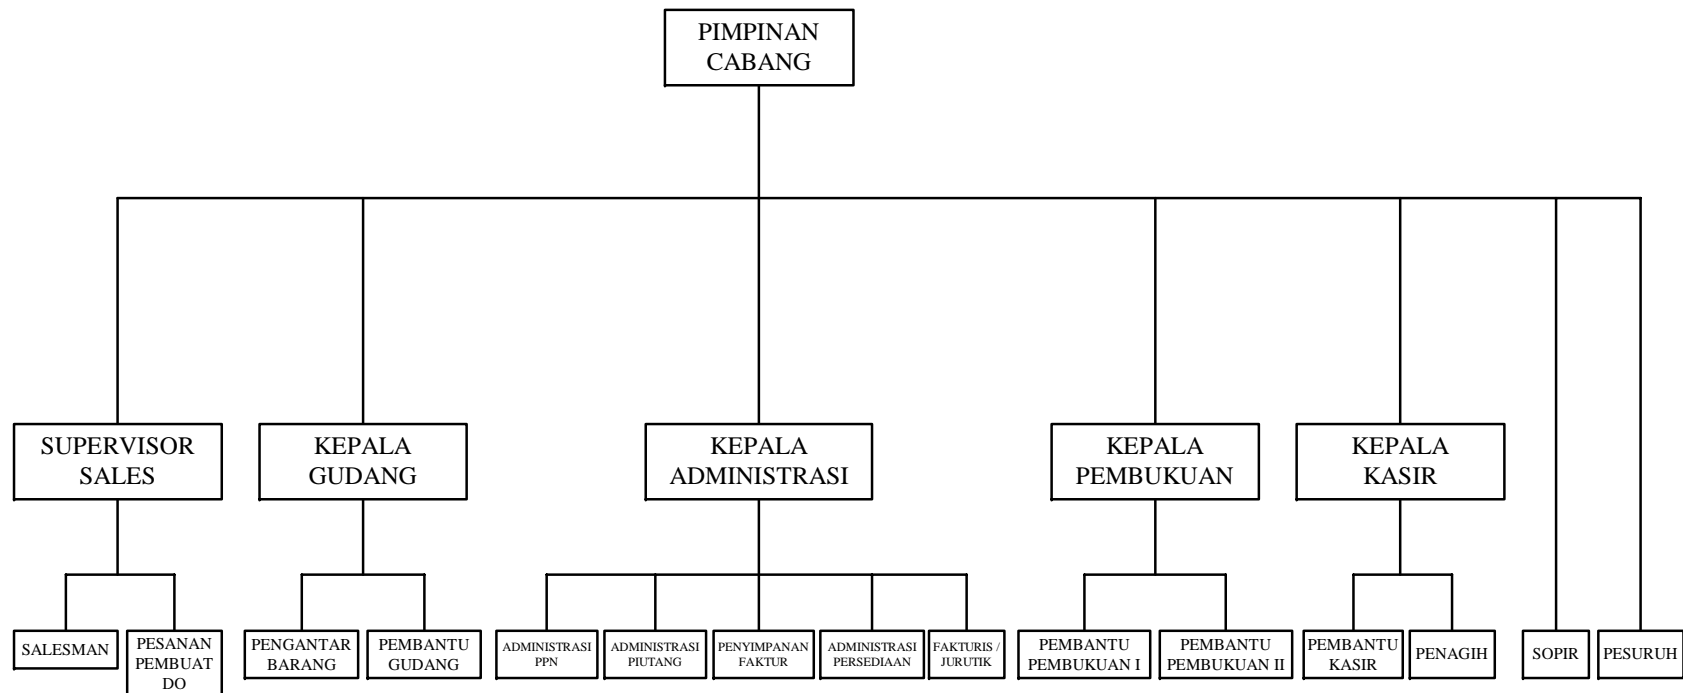 PIMPINAN
CABANG
SUPERVISOR
SALES
KEPALA
GUDANG
KEPALA
ADMINISTRASI
KEPALA
PEMBUKUAN
KEPALA
KASIR
SALESMAN
PESANAN
PEMBUAT
DO
PENGANTAR
BARANG
PEMBANTU
GUDANG
ADMINISTRASI
PPN
ADMINISTRASI
PIUTANG
PENYIMPANAN
FAKTUR
ADMINISTRASI
PERSEDIAAN
FAKTURIS /
JURUTIK
PEMBANTU
PEMBUKUAN I
PEMBANTU
PEMBUKUAN II
PEMBANTU
KASIR
PENAGIH
SOPIR
PESURUH